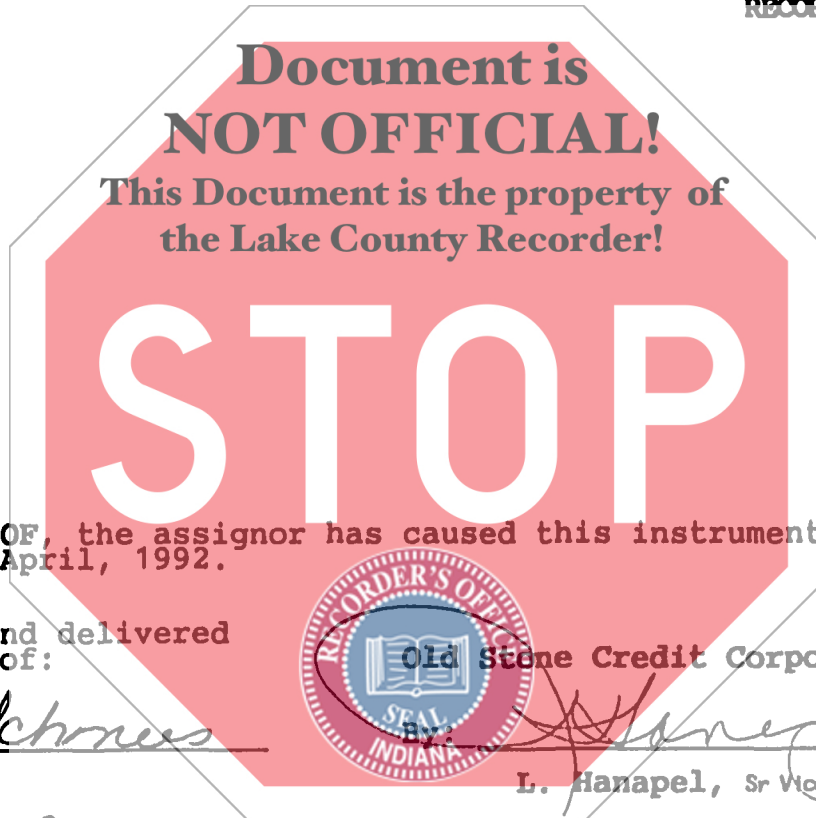 RECOR
Document is
NOT OFFICIAL!
This Document is the property of
the Lake County Recorder!
STOP
OF, the assignor has caused this instrument
April, 1992.
nd delivered
of:
Old Stone Credit Corpo
By:
L. Hanapel, Sr Vic
RECORDER'S OFFICE
SEAL
INDIANA